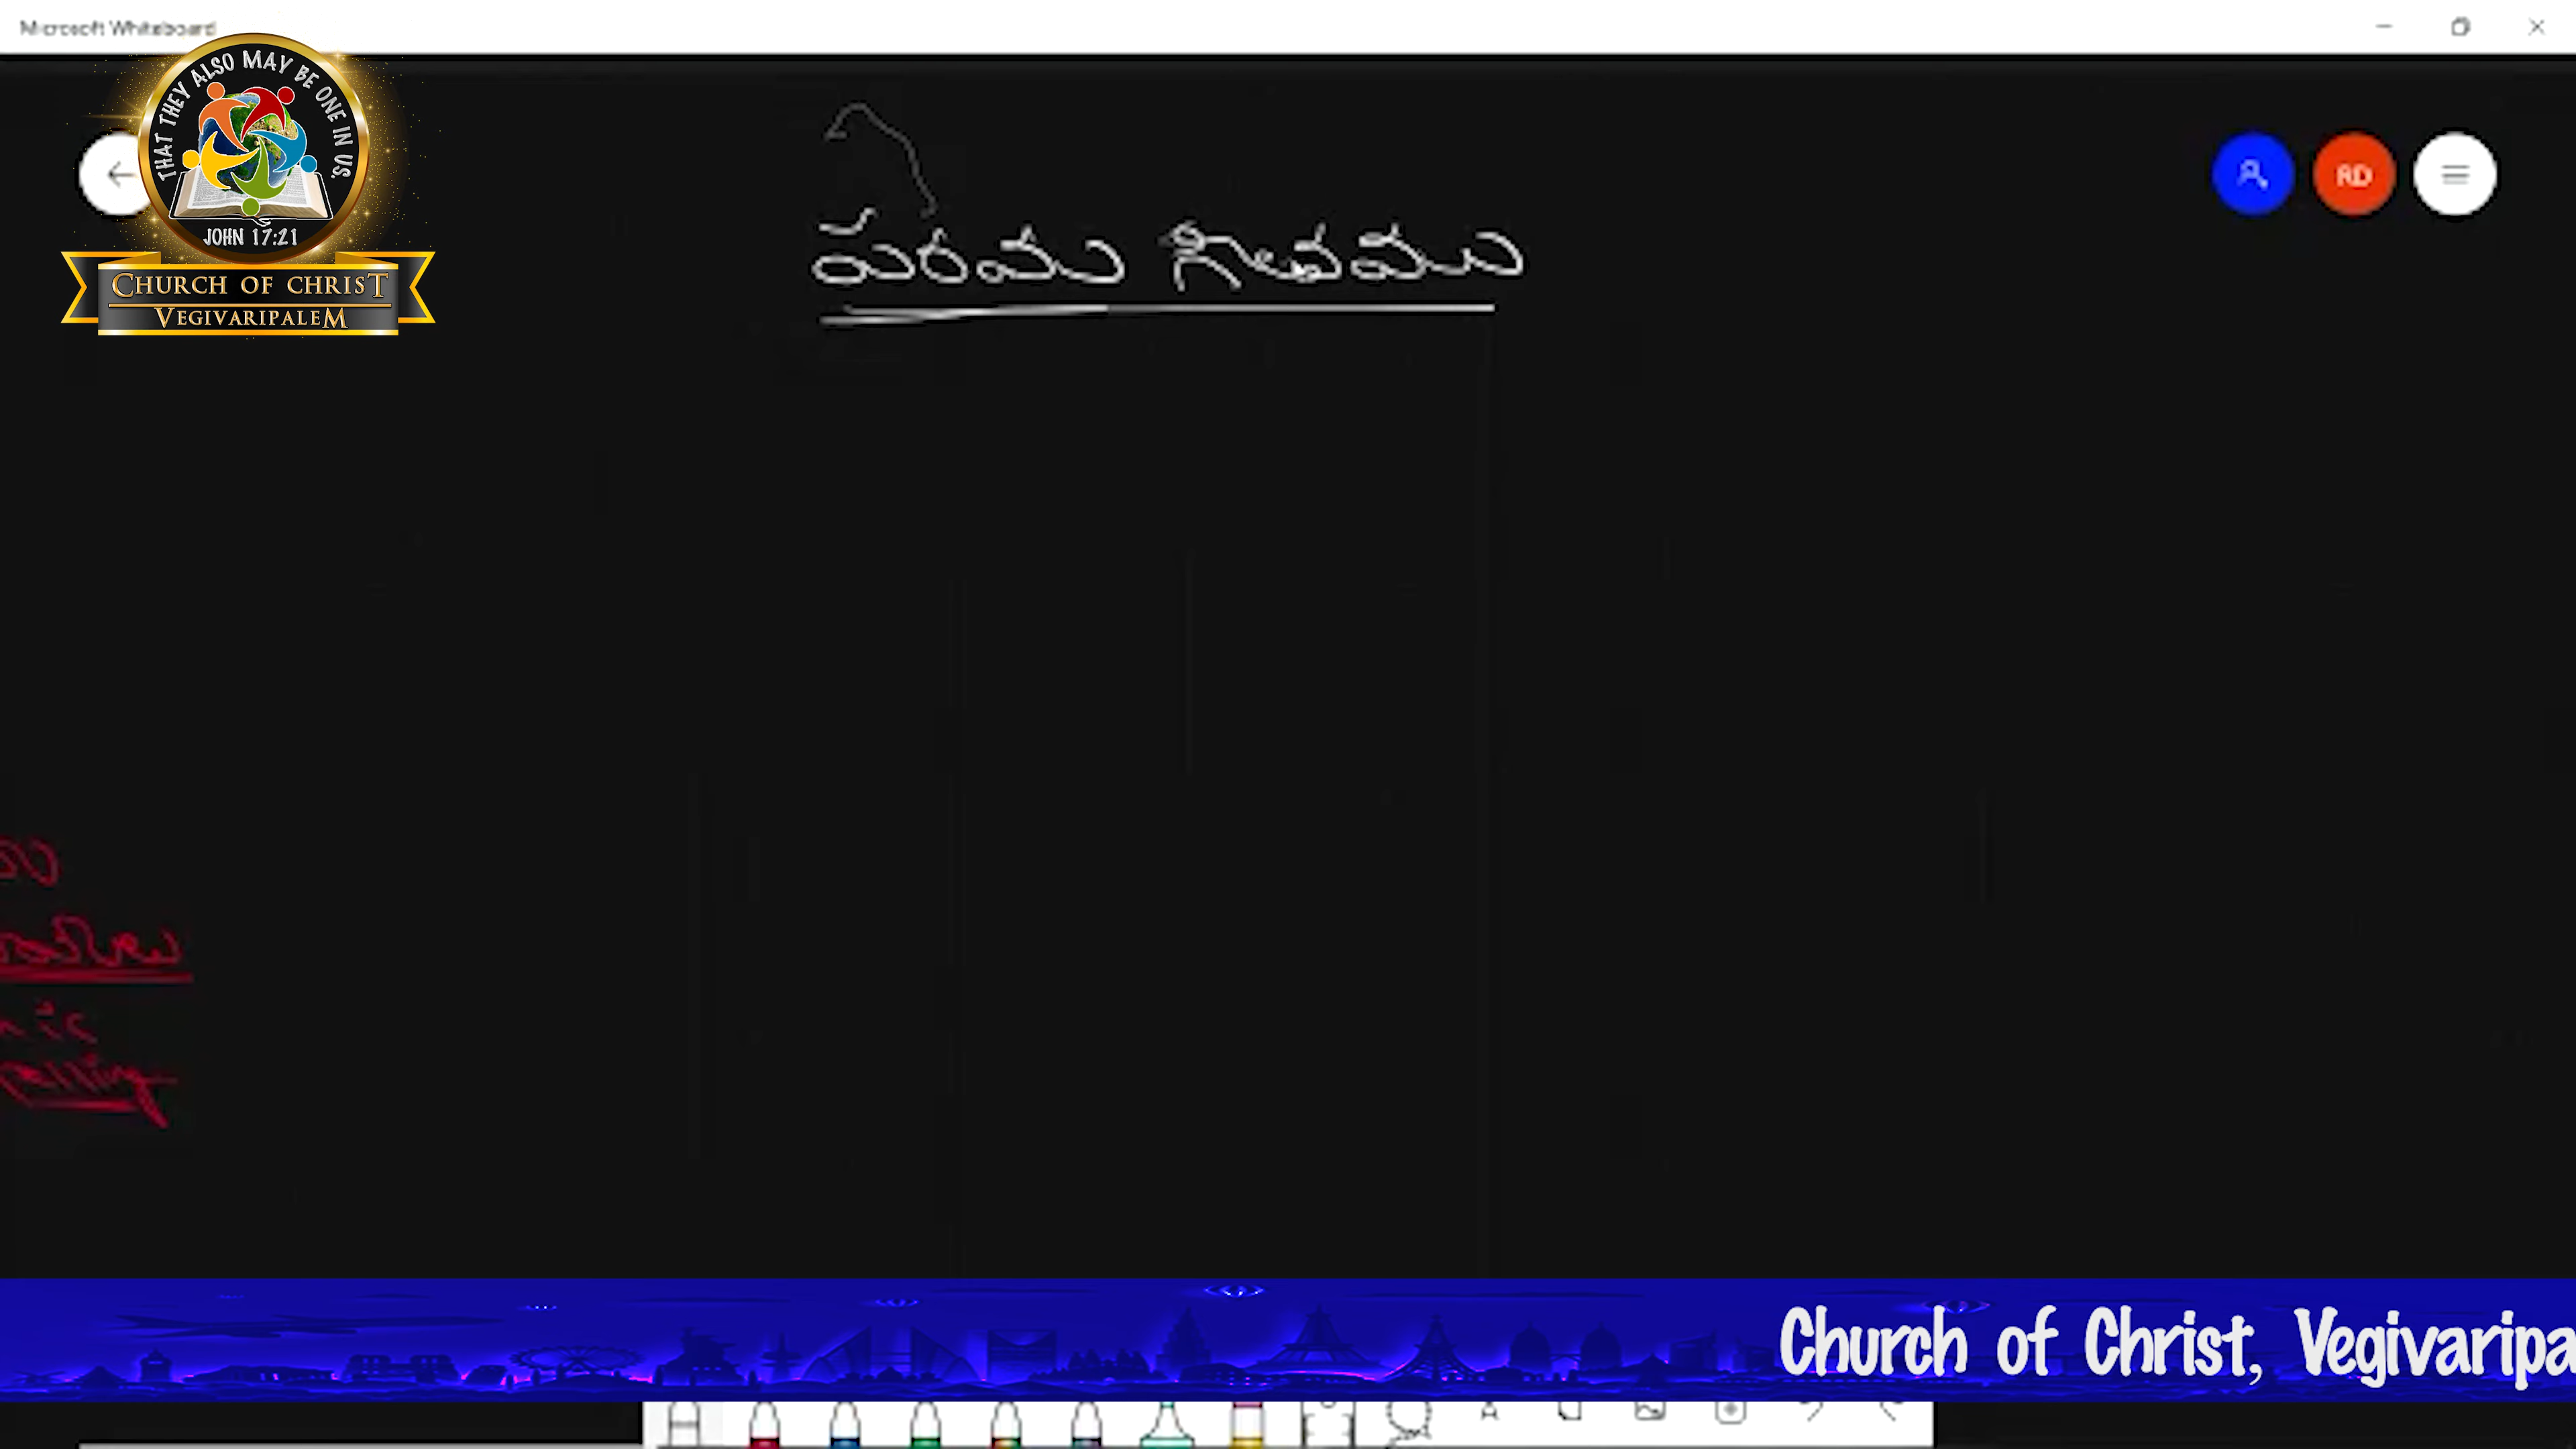 Microsoft Whiteboard
THAT THEY ALSO MAY BE ONE IN US.
JOHN 17:21
CHURCH OF CHRIST
VEGIVARIPALEM
RD
పరమ గీతము
Church of Christ, Vegivaripa